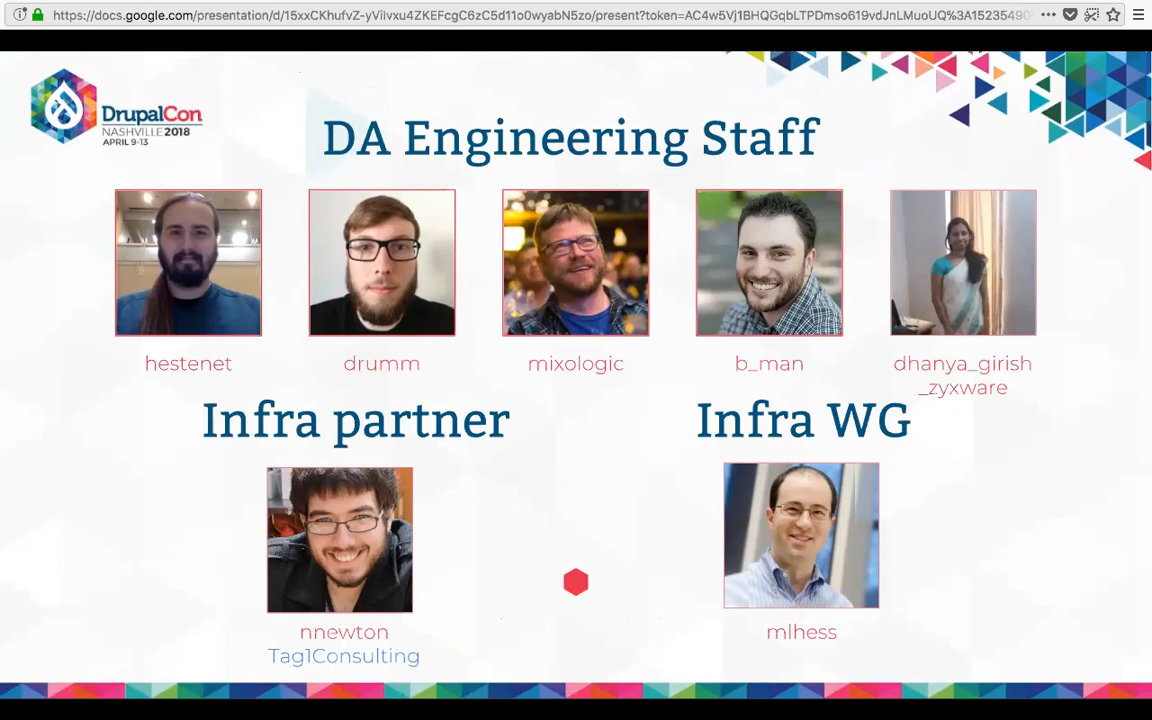 https://docs.google.com/presentation/d/15xxCKhufvZ-yVilvxu4ZKEFcgC6zC5d11o0wyabN5zo/present?token=AC4w5Vj1BHQGqbLTPDmso619vdJnLMuoUQ%3A15235490
DrupalCon
NASHVILLE 2018
APRIL 9-13
DA Engineering Staff
hestenet
drumm
mixologic
b_man
dhanya_girish
_zyxware
Infra partner
Infra WG
nnewton
Tag1Consulting
mlhess